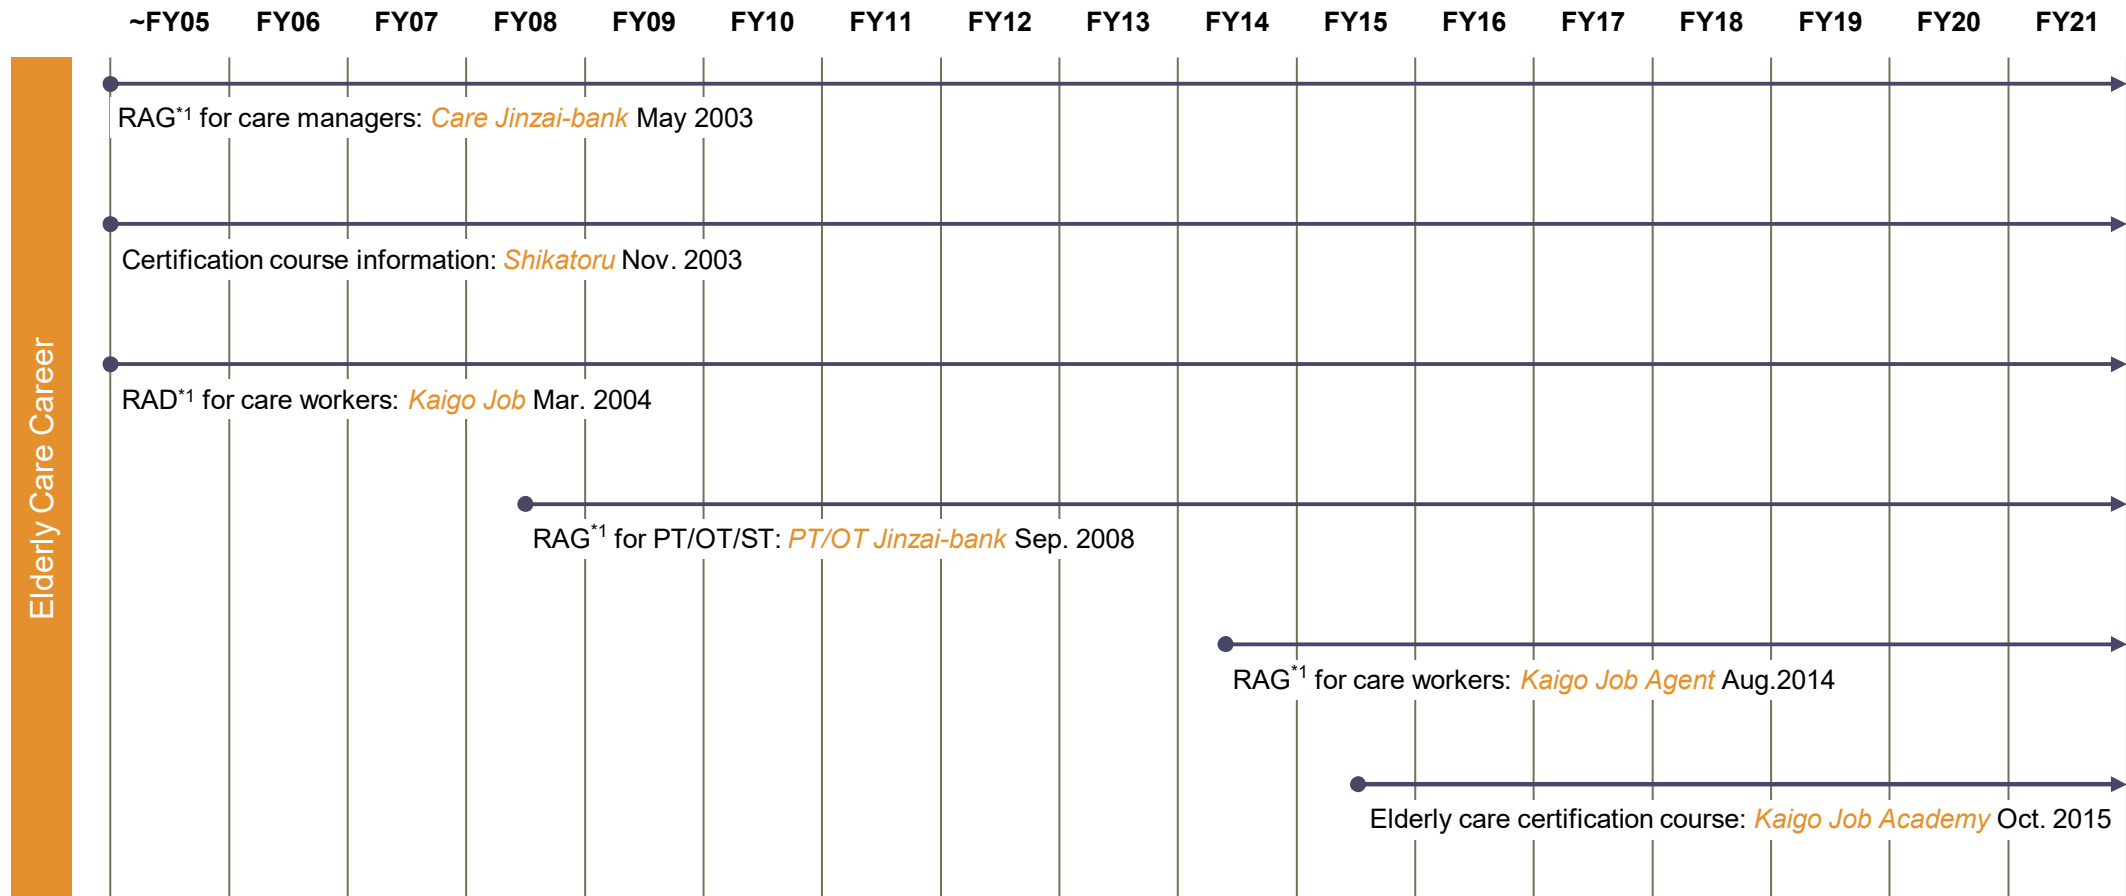 ~FY05 FY06 FY07 FY08 FY09 FY10 FY11 FY12 FY13 FY14 FY15 FY16 FY17 FY18 FY19 FY20 FY21
Elderly Care Career
RAG*1 for care managers: Care Jinzai-bank May 2003
Certification course information: Shikatoru Nov. 2003
RAD*1 for care workers: Kaigo Job Mar. 2004
RAG*1 for PT/OT/ST: PT/OT Jinzai-bank Sep. 2008
RAG*1 for care workers: Kaigo Job Agent Aug.2014
Elderly care certification course: Kaigo Job Academy Oct. 2015